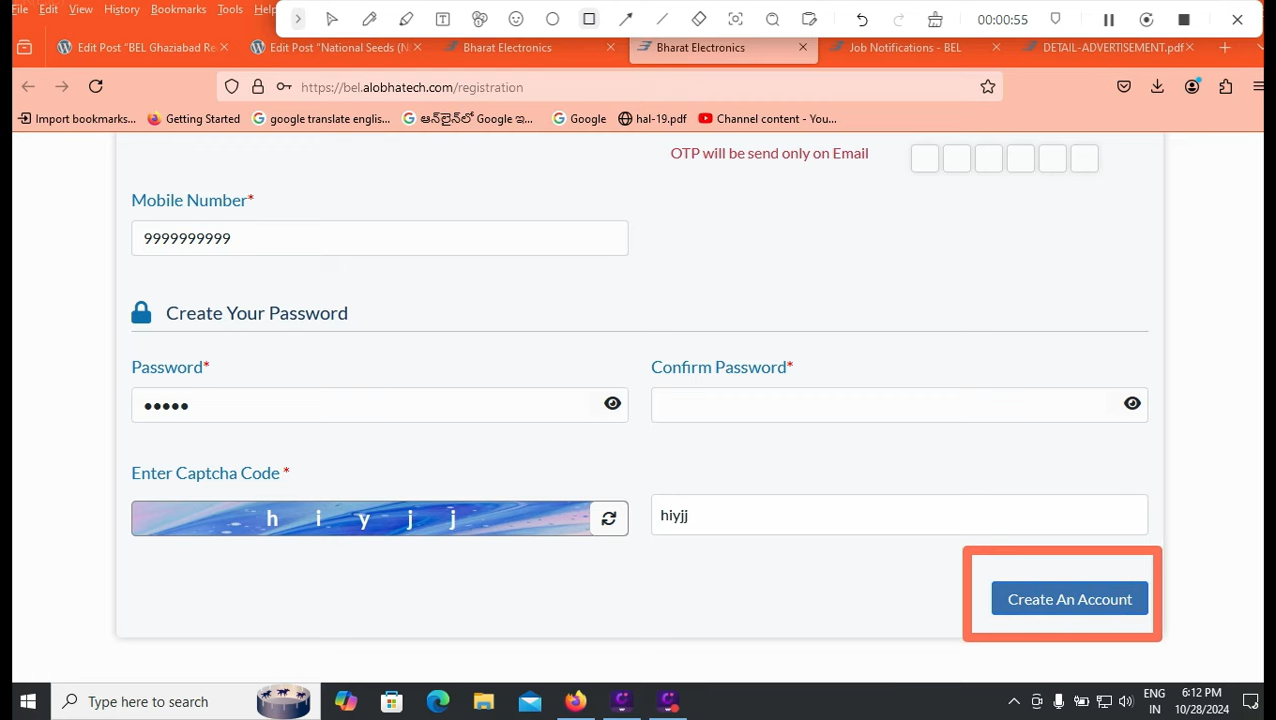 File Edit View History Bookmarks Tools Help
00:00:55
Edit Post "BEL Ghaziabad Re
Edit Post "National Seeds (N
Bharat Electronics
Bharat Electronics
Job Notifications - BEL
DETAIL-ADVERTISEMENT.pdf
https://bel.alobhatech.com/registration
Import bookmarks...
Getting Started
google translate englis...
ఆన్‌లైన్‌లో Google ఇ...
Google
hal-19.pdf
Channel content - You...
OTP will be send only on Email
Mobile Number*
9999999999
Create Your Password
Password*
Confirm Password*
Enter Captcha Code *
h i y j j
hiyjj
Create An Account
Type here to search
ENG
IN
6:12 PM
10/28/2024